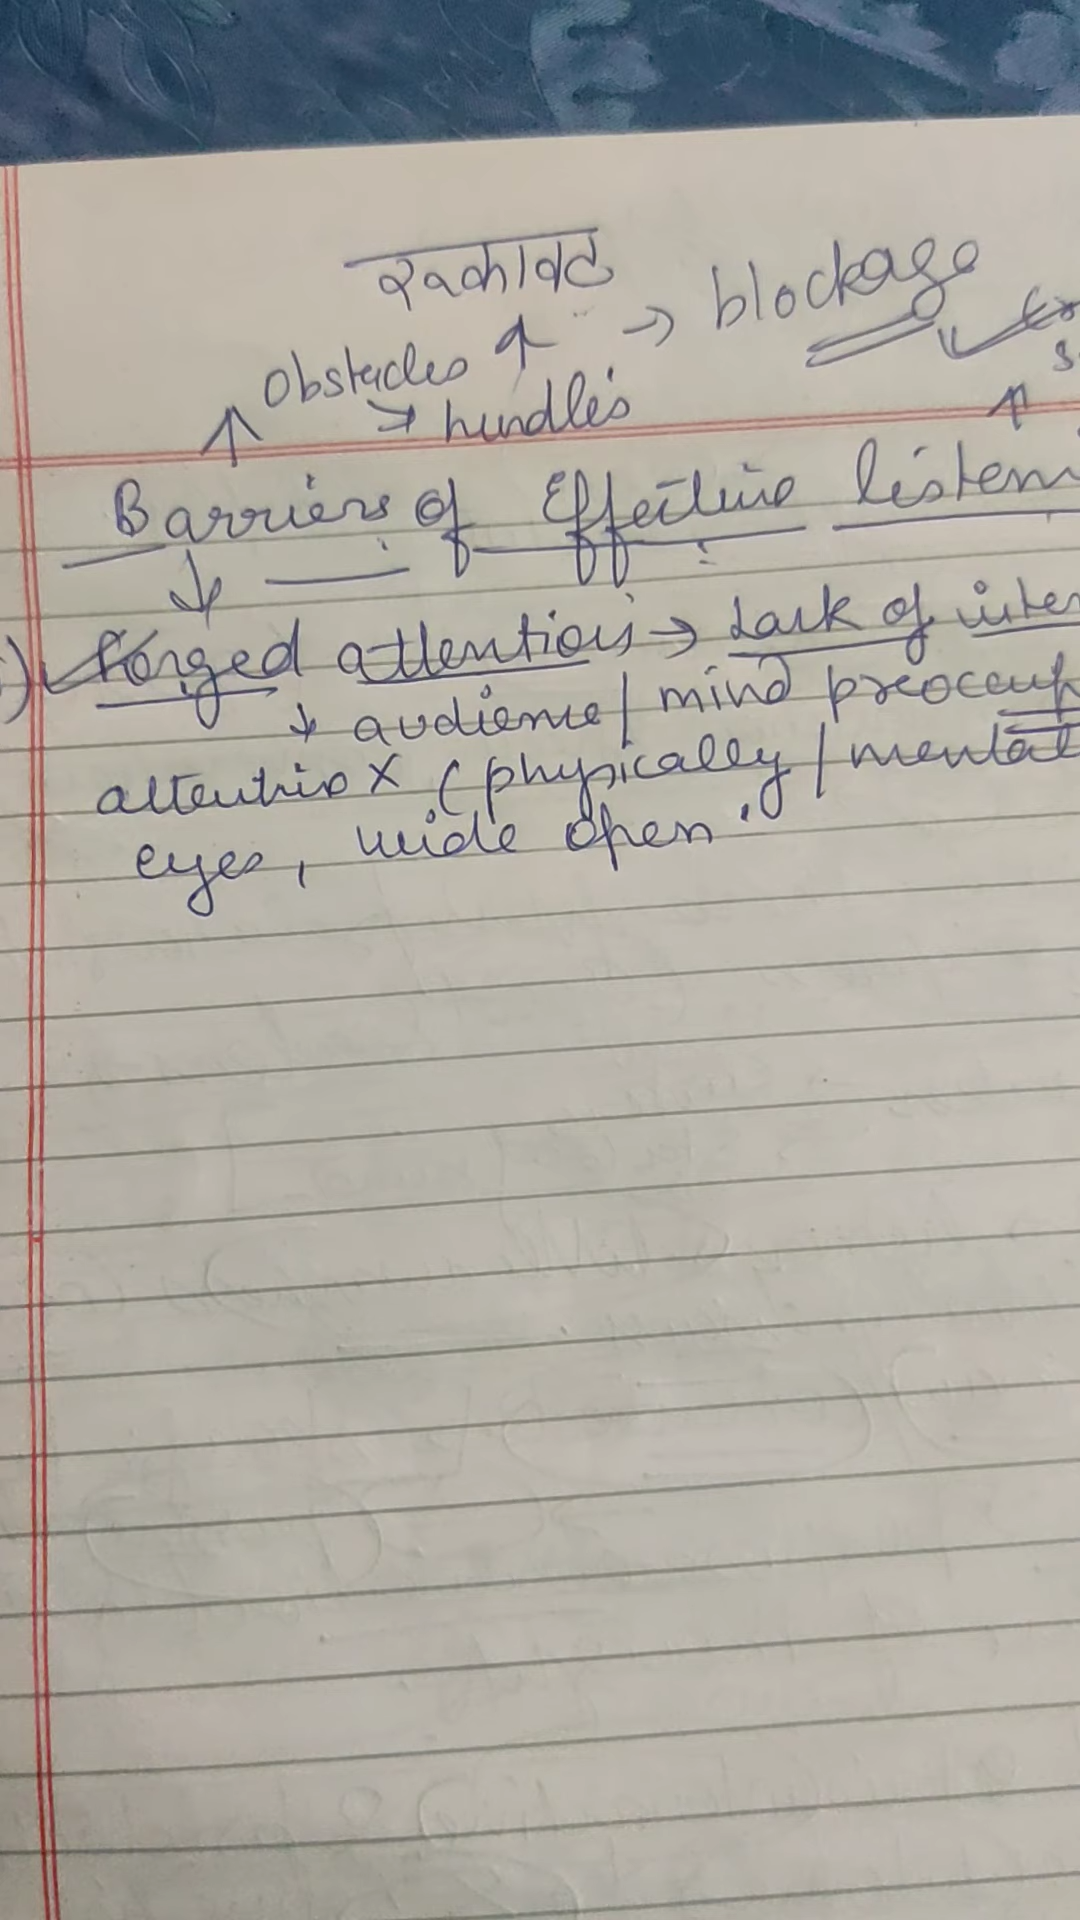 रुकावट
Obstacles → blockage
→ hurdles
Barriers of Effective listen
Forged attention → Lack of inter
↓ audience / mind preoccup
attention X (physically / mental
eyes, wide open.